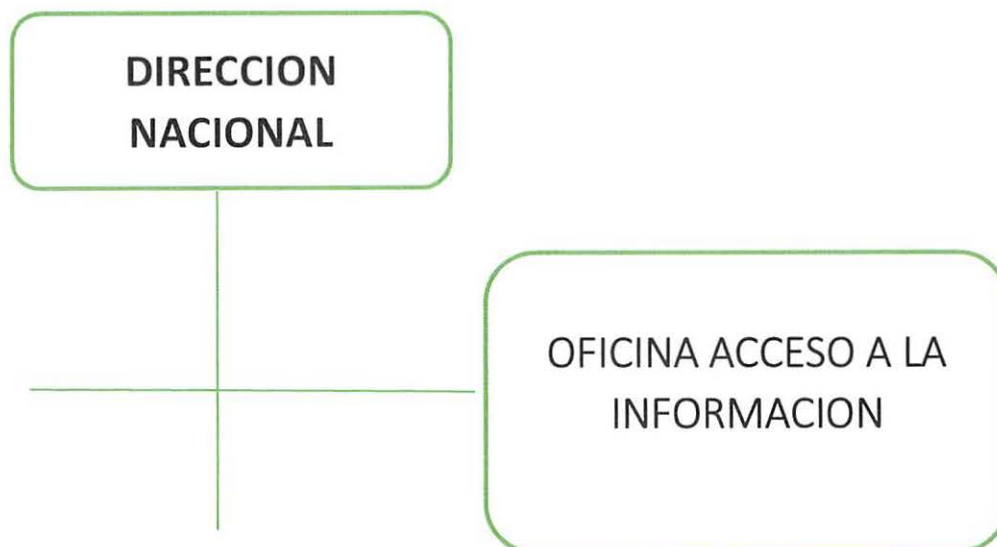 DIRECCION
NACIONAL
OFICINA ACCESO A LA
INFORMACION